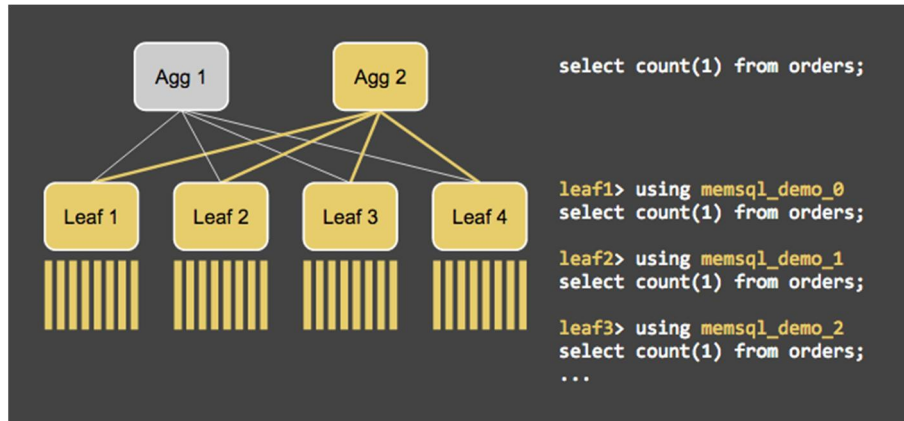 Agg 1
Agg 2
select count(1) from orders;
Leaf 1
Leaf 2
Leaf 3
Leaf 4
leaf1> using memsql_demo_0
select count(1) from orders;
leaf2> using memsql_demo_1
select count(1) from orders;
leaf3> using memsql_demo_2
select count(1) from orders;
...